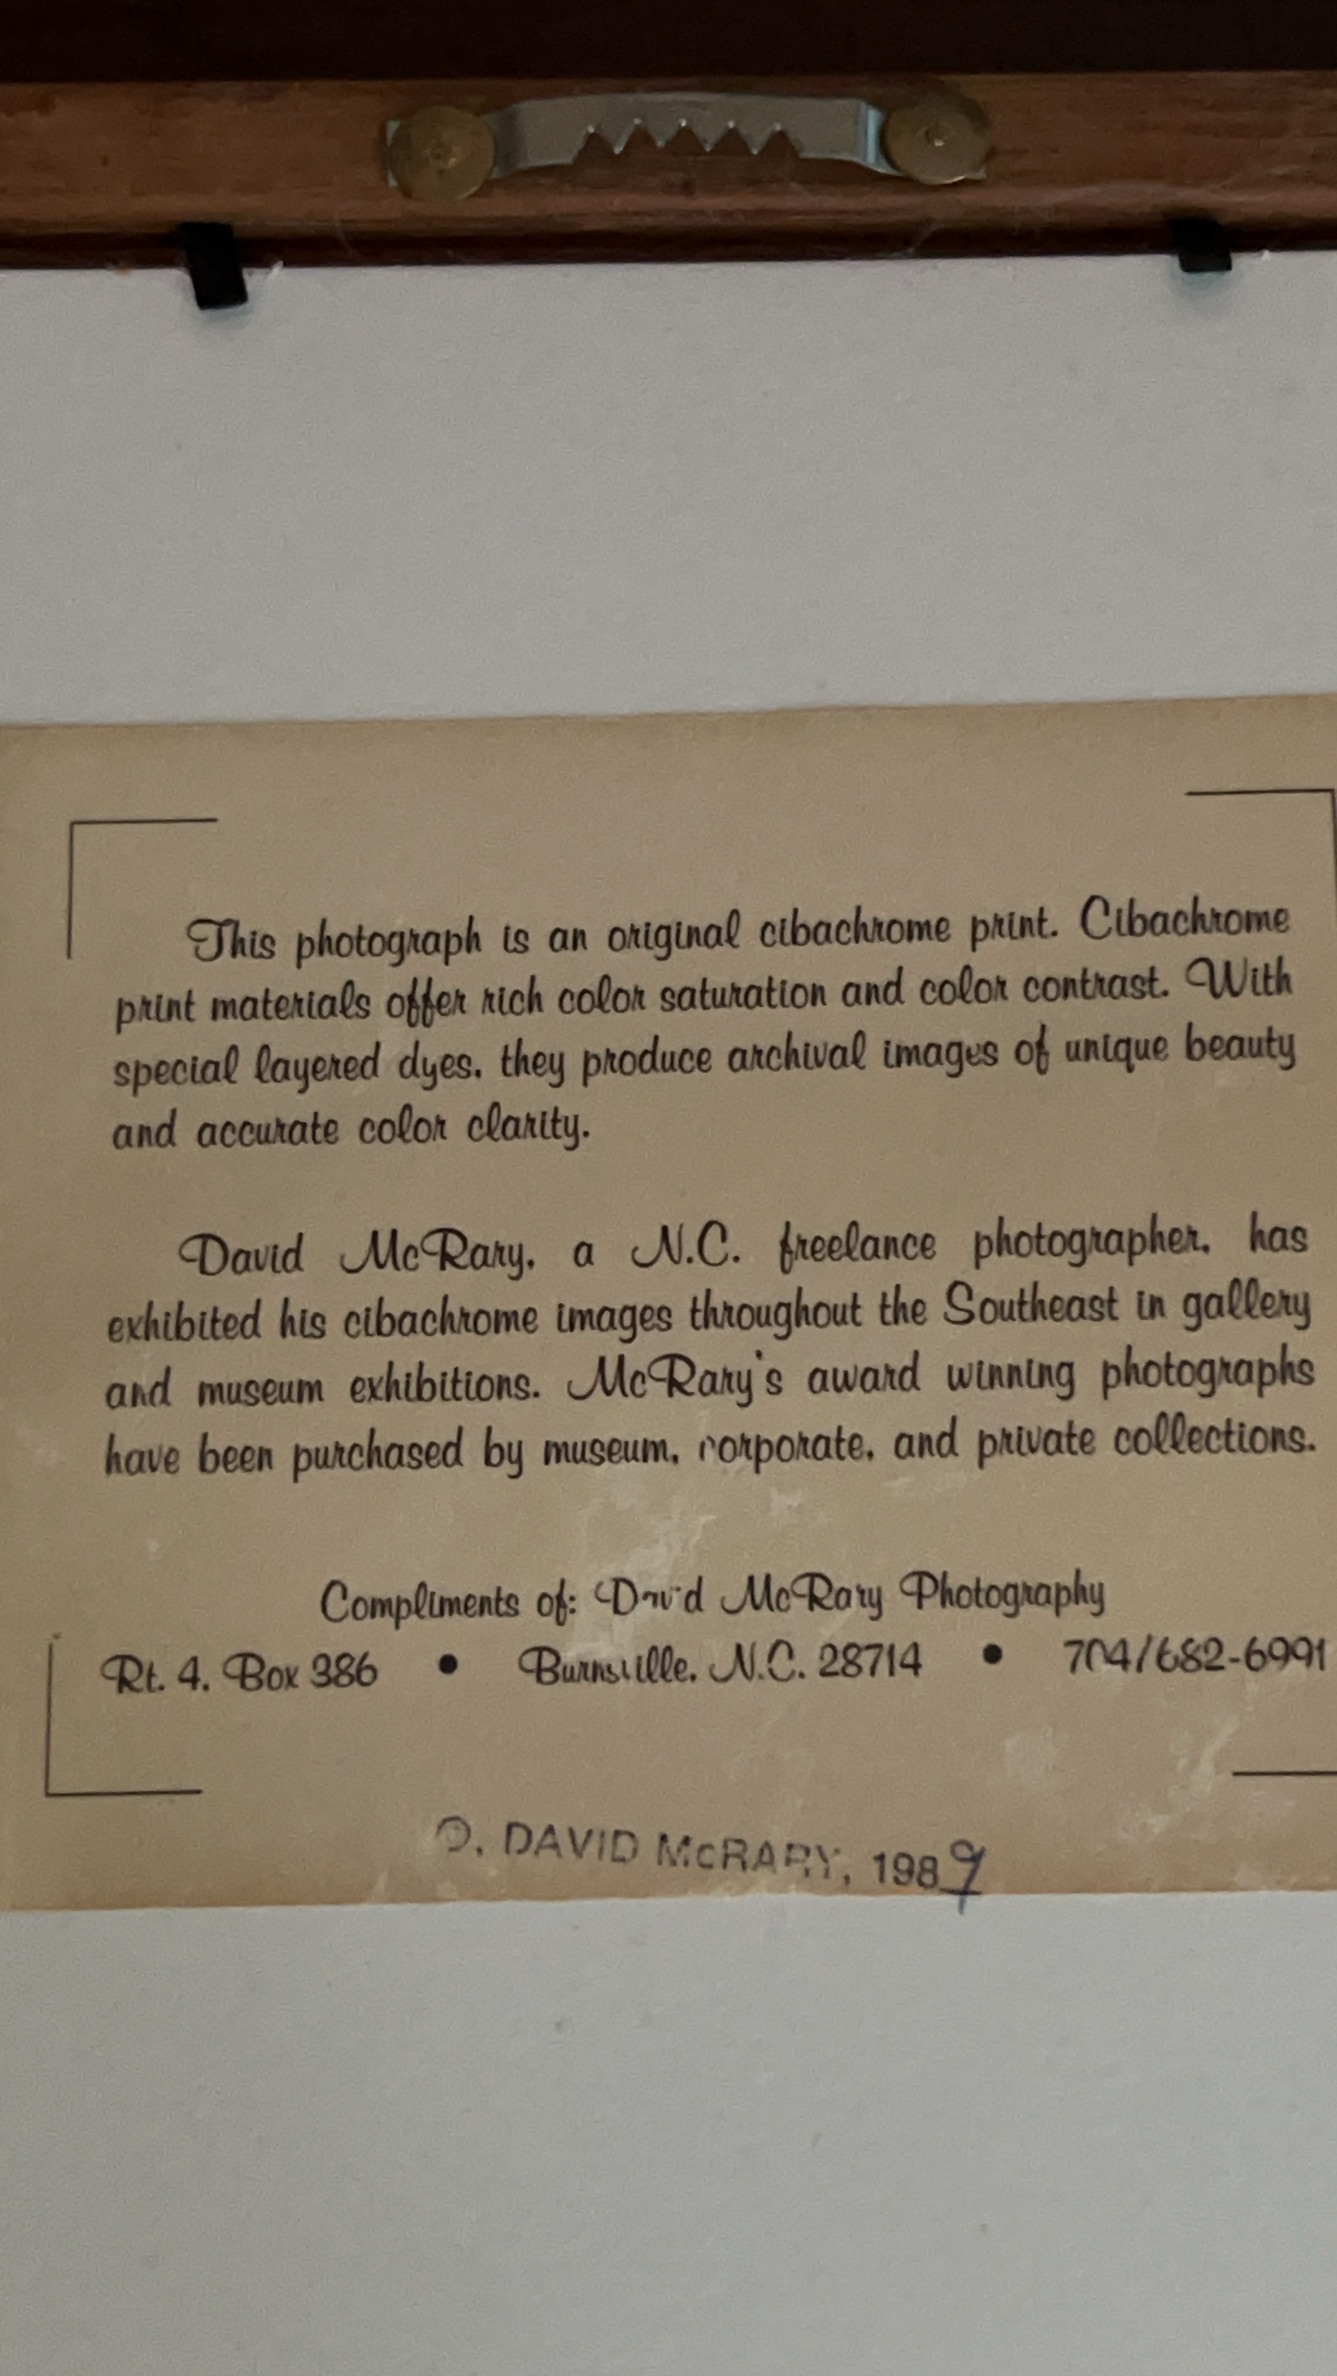 This photograph is an original cibachrome print. Cibachrome
print materials offer rich color saturation and color contrast. With
special layered dyes, they produce archival images of unique beauty
and accurate color clarity.
David McRary, a N.C. freelance photographer, has
exhibited his cibachrome images throughout the Southeast in gallery
and museum exhibitions. McRary's award winning photographs
have been purchased by museum, corporate, and private collections.
Compliments of: David McRary Photography
Rt. 4, Box 386 • Burnsville, N.C. 28714 • 704/682-6991
©. DAVID McRARY, 1989